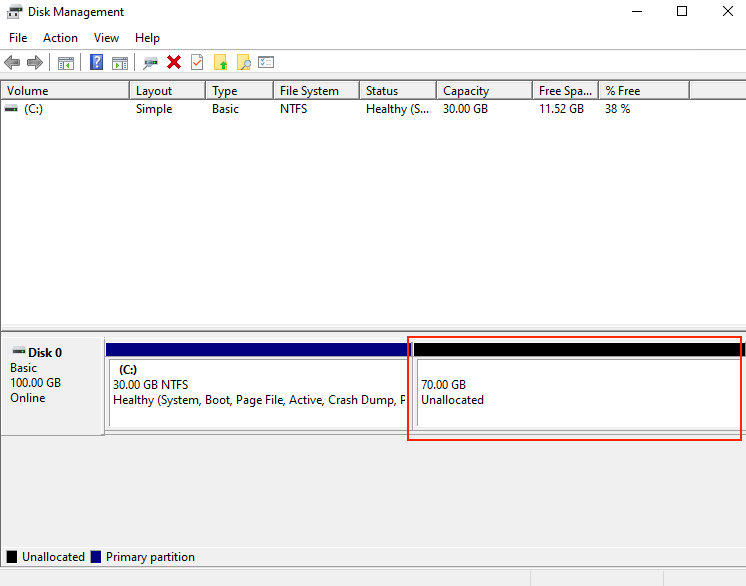 Disk Management
File Action View Help
Volume Layout Type File System Status Capacity Free Spa... % Free
(C:) Simple Basic NTFS Healthy (S... 30.00 GB 11.52 GB 38 %
Disk 0
Basic
100.00 GB
Online
(C:)
30.00 GB NTFS
Healthy (System, Boot, Page File, Active, Crash Dump, P
70.00 GB
Unallocated
Unallocated Primary partition